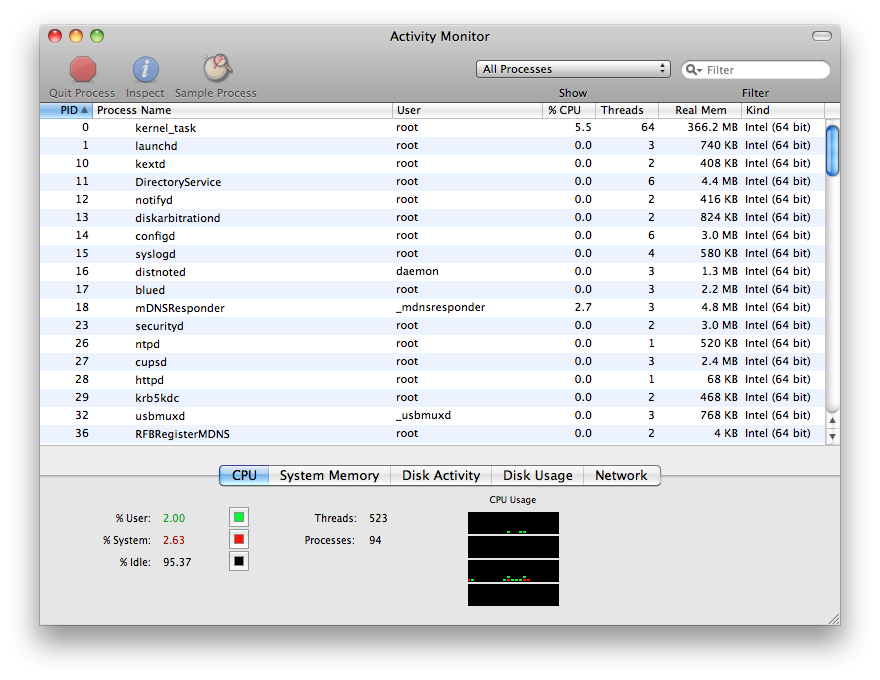 Activity Monitor
All Processes
Filter
Quit Process Inspect Sample Process Show Filter
PID Process Name User % CPU Threads Real Mem Kind
0 kernel_task root 5.5 64 366.2 MB Intel (64 bit)
1 launchd root 0.0 3 740 KB Intel (64 bit)
10 kextd root 0.0 2 408 KB Intel (64 bit)
11 DirectoryService root 0.0 6 4.4 MB Intel (64 bit)
12 notifyd root 0.0 2 416 KB Intel (64 bit)
13 diskarbitrationd root 0.0 2 824 KB Intel (64 bit)
14 configd root 0.0 6 3.0 MB Intel (64 bit)
15 syslogd root 0.0 4 580 KB Intel (64 bit)
16 distnoted daemon 0.0 3 1.3 MB Intel (64 bit)
17 blued root 0.0 3 2.2 MB Intel (64 bit)
18 mDNSResponder _mdnsresponder 2.7 3 4.8 MB Intel (64 bit)
23 securityd root 0.0 2 3.0 MB Intel (64 bit)
26 ntpd root 0.0 1 520 KB Intel (64 bit)
27 cupsd root 0.0 3 2.4 MB Intel (64 bit)
28 httpd root 0.0 1 68 KB Intel (64 bit)
29 krb5kdc root 0.0 2 468 KB Intel (64 bit)
32 usbmuxd _usbmuxd 0.0 3 768 KB Intel (64 bit)
36 RFBRegisterMDNS root 0.0 2 4 KB Intel (64 bit)
CPU System Memory Disk Activity Disk Usage Network
CPU Usage
% User: 2.00 Threads: 523
% System: 2.63 Processes: 94
% Idle: 95.37